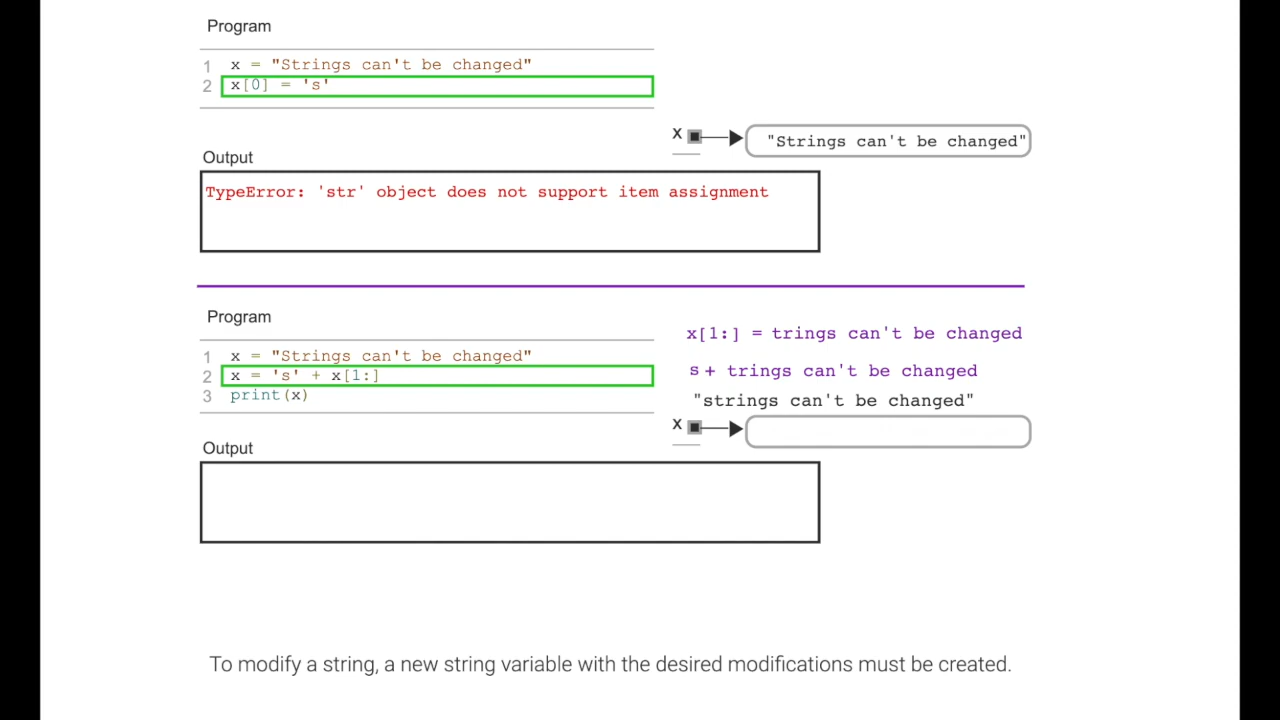 Program
1 x = "Strings can't be changed"
2 x[0] = 's'
x "Strings can't be changed"
Output
TypeError: 'str' object does not support item assignment
Program
x[1:] = trings can't be changed
1 x = "Strings can't be changed"
2 x = 's' + x[1:]
s + trings can't be changed
3 print(x)
"strings can't be changed"
x
Output
To modify a string, a new string variable with the desired modifications must be created.